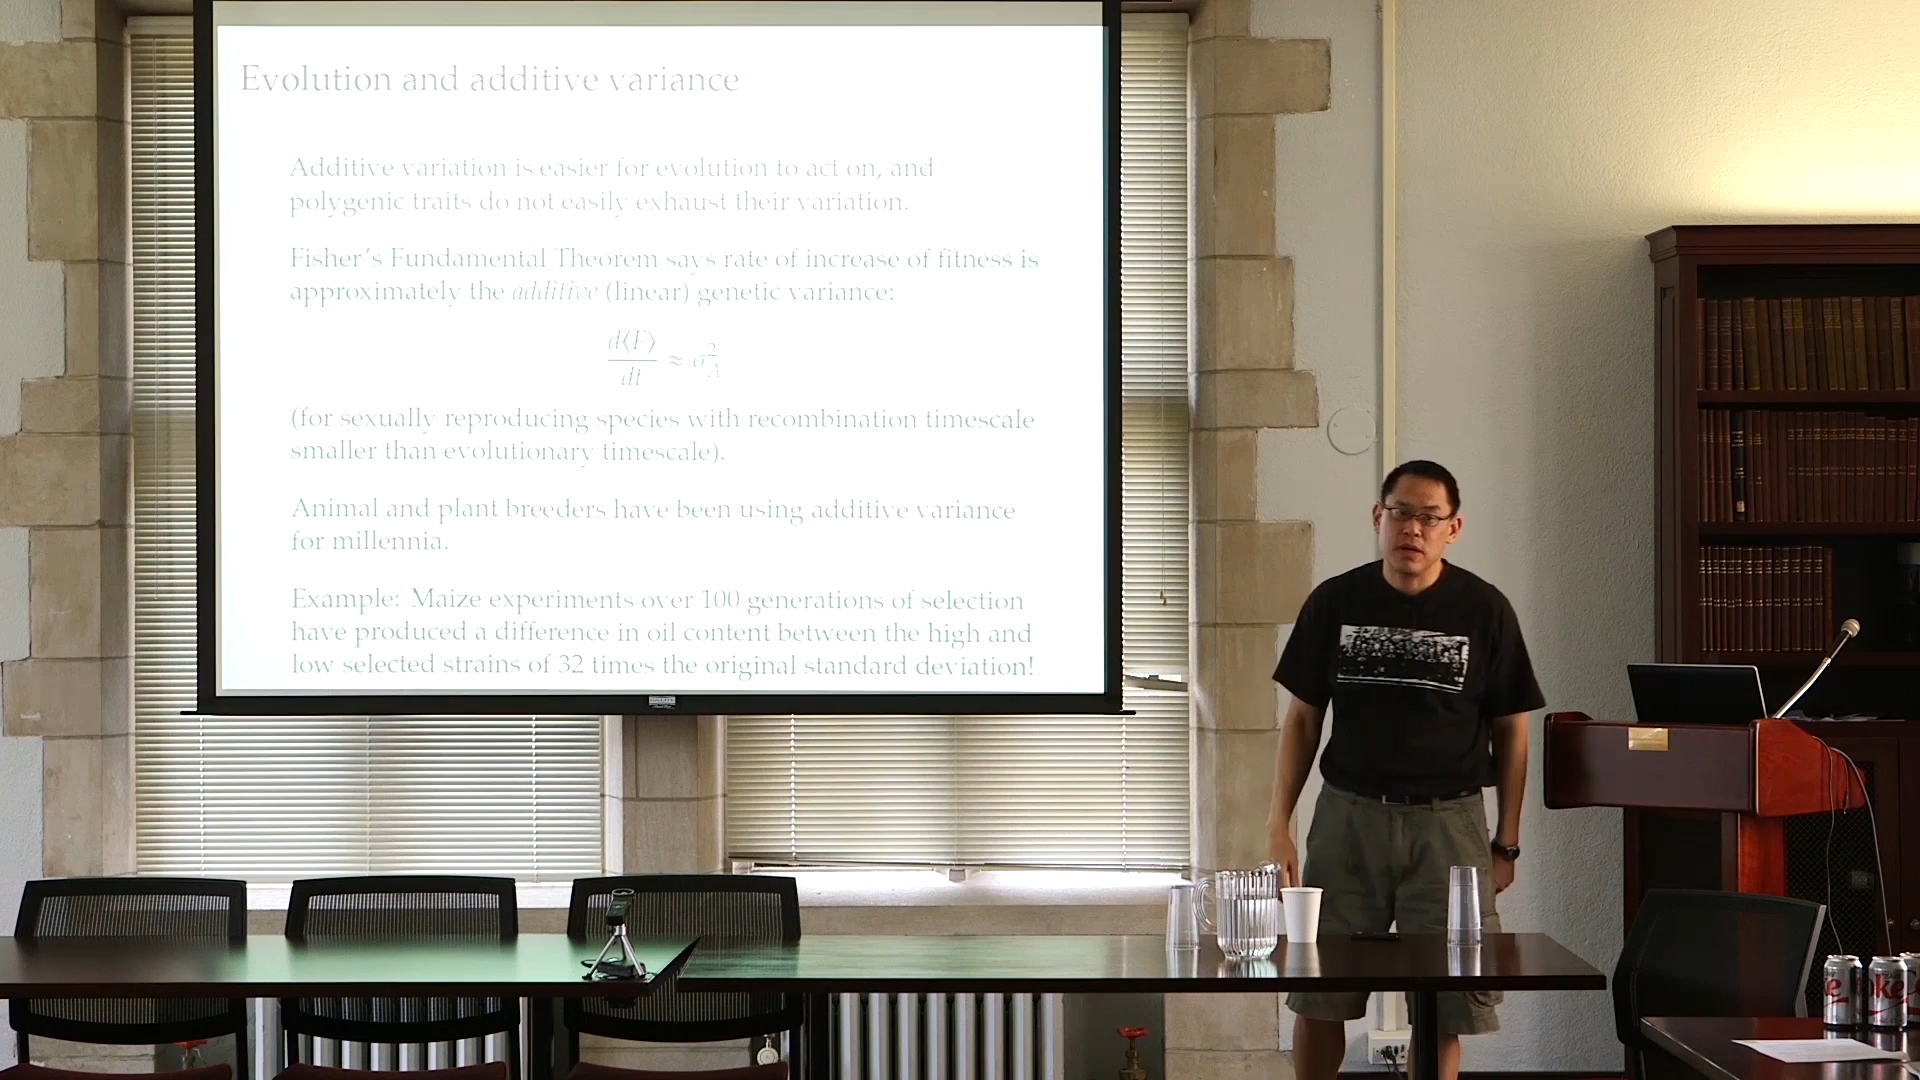 Evolution and additive variance
Additive variation is easier for evolution to act on, and
polygenic traits do not easily exhaust their variation.
Fisher's Fundamental Theorem says rate of increase of fitness is
approximately the additive (linear) genetic variance:
d⟨F⟩/dt ≈ σ²_A
(for sexually reproducing species with recombination timescale
smaller than evolutionary timescale).
Animal and plant breeders have been using additive variance
for millennia.
Example: Maize experiments over 100 generations of selection
have produced a difference in oil content between the high and
low selected strains of 32 times the original standard deviation!